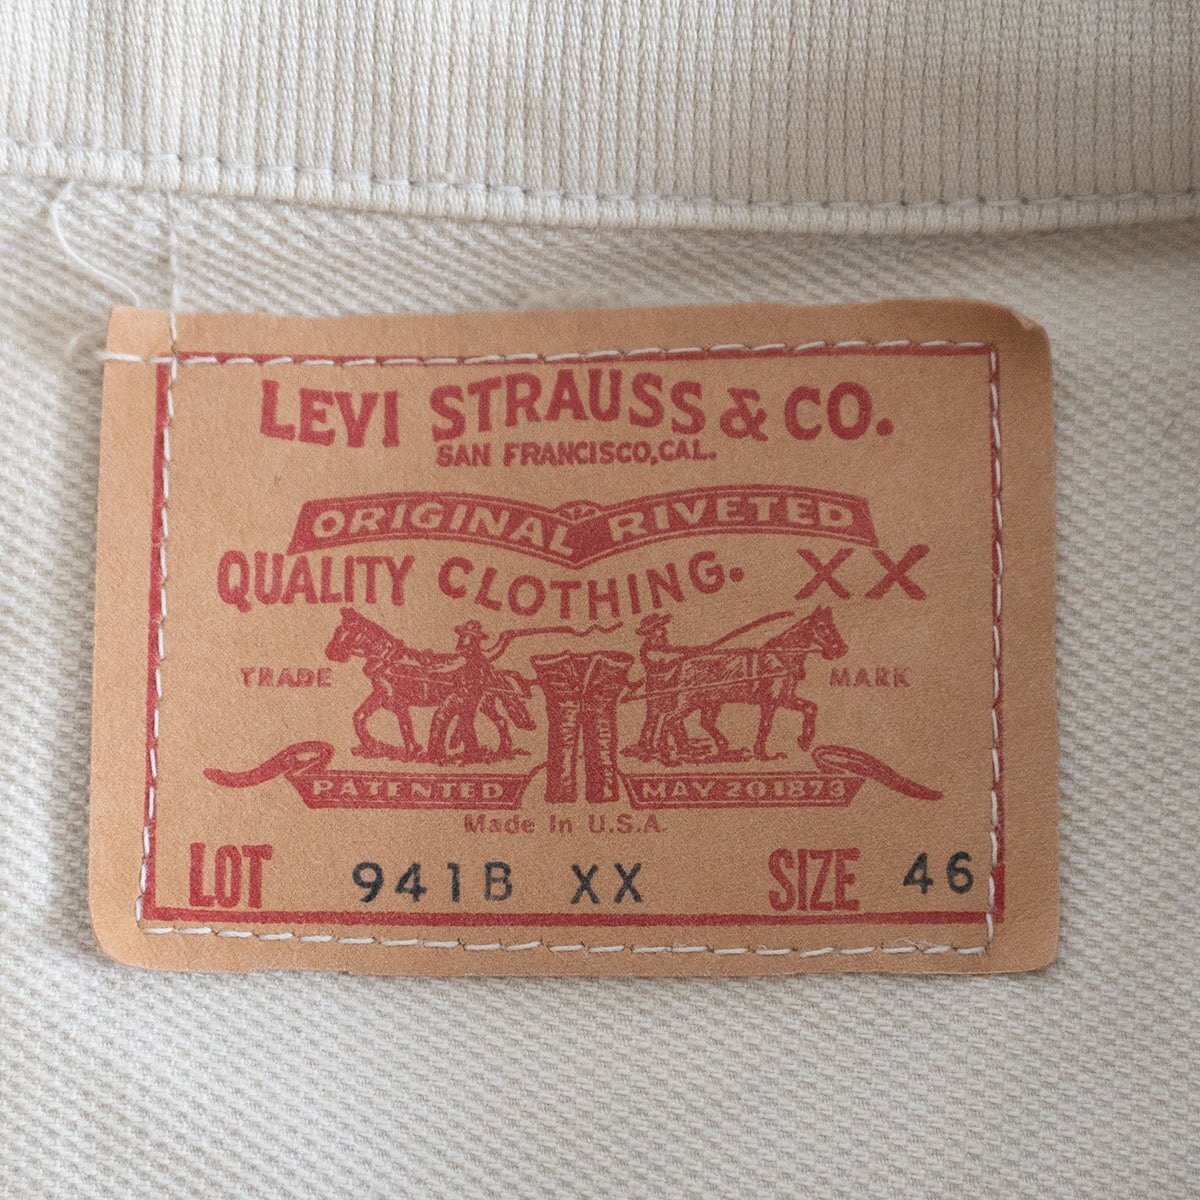 LEVI STRAUSS & CO.
SAN FRANCISCO, CAL.
ORIGINAL RIVETED
QUALITY CLOTHING. XX
TRADE MARK
PATENTED MAY 20 1873
Made in U.S.A.
LOT 941B XX SIZE 46